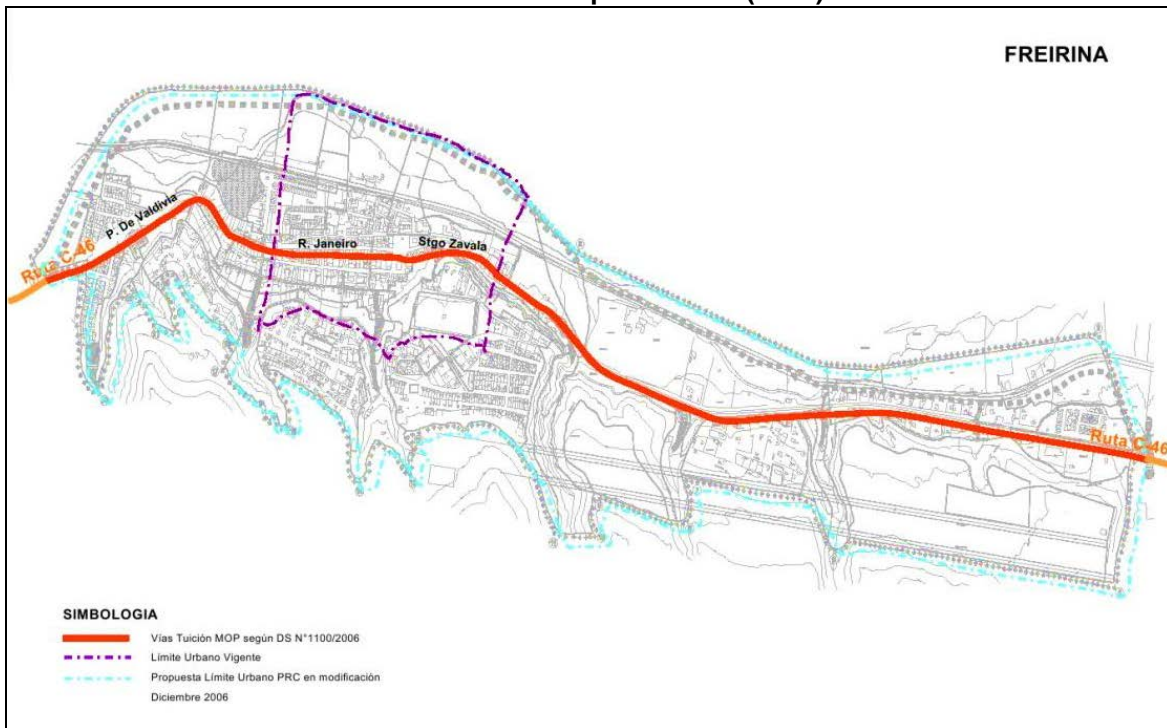 FREIRINA
P. De Valdivia
Ruta C-46
R. Janeiro
Stgo Zavala
Ruta C-46
SIMBOLOGIA
Vías Tuición MOP según DS N°1100/2006
Límite Urbano Vigente
Propuesta Límite Urbano PRC en modificación
Diciembre 2006